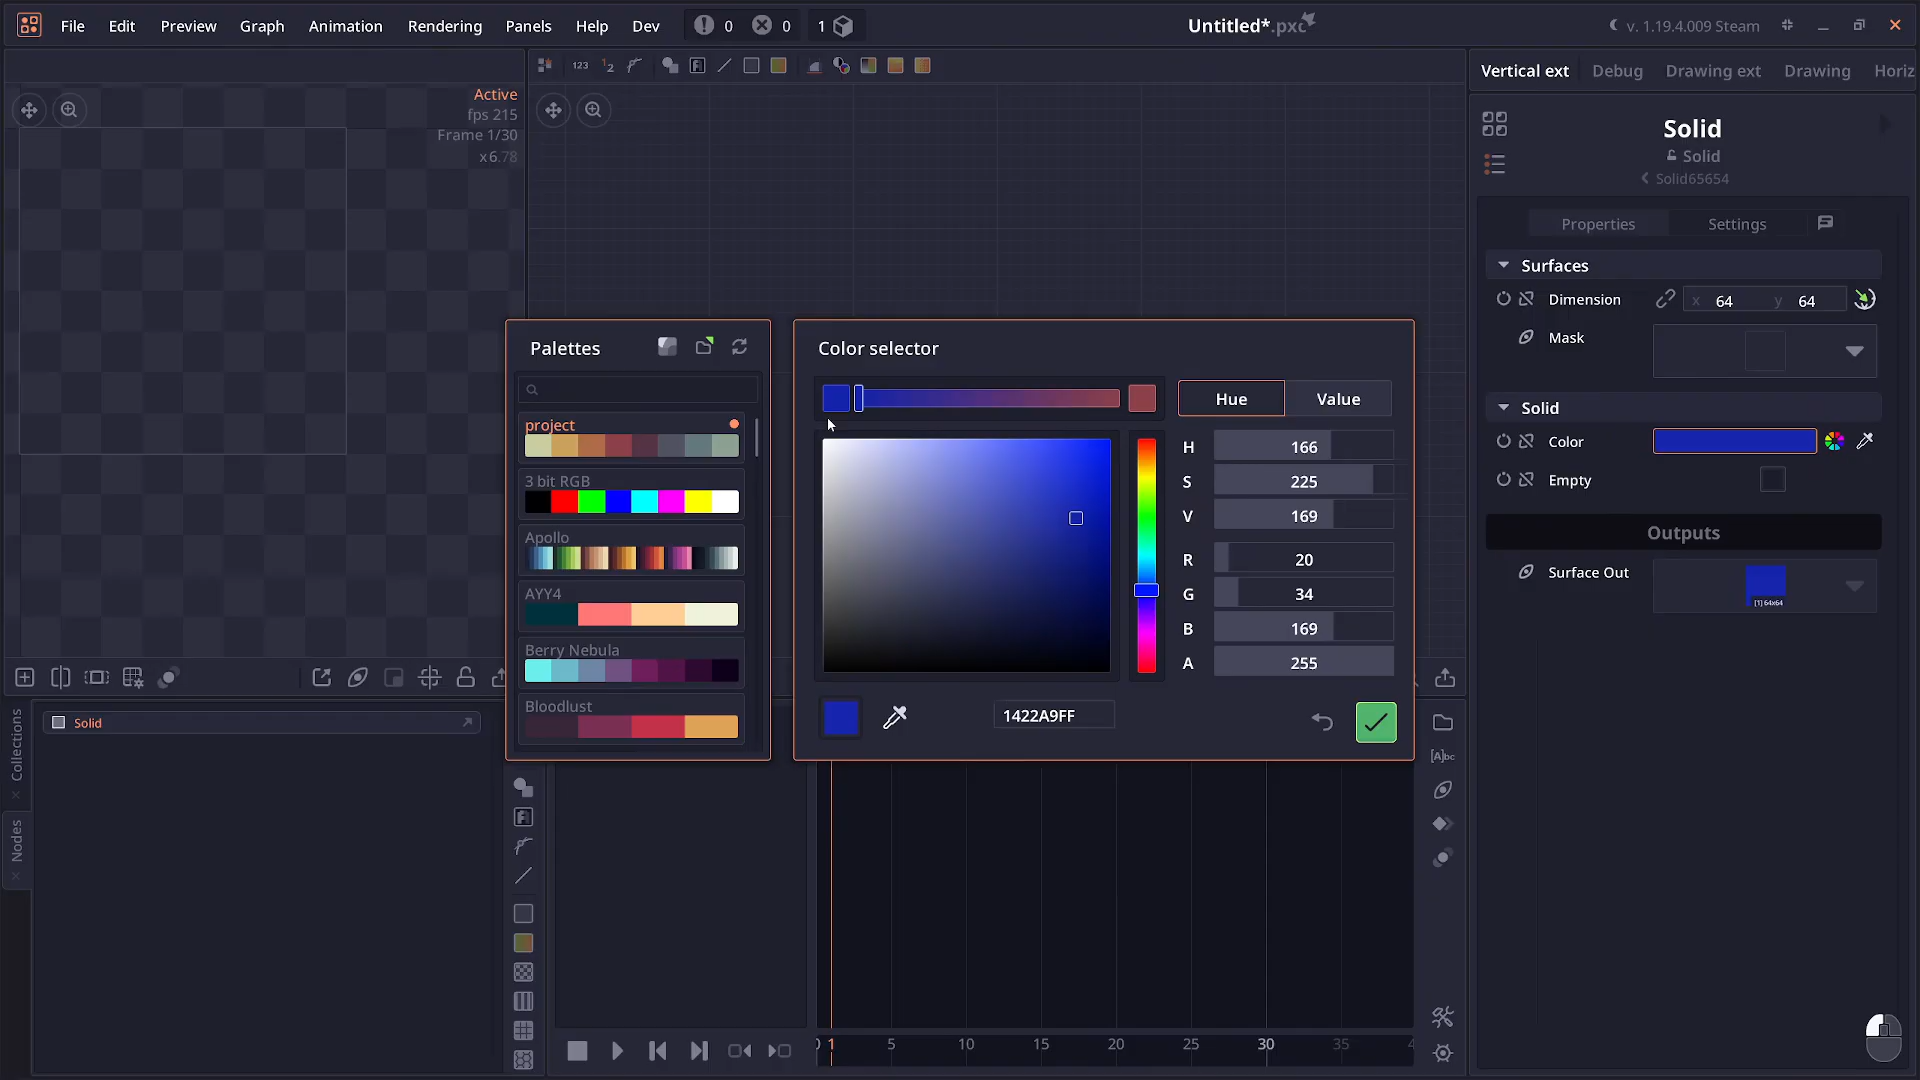 File Edit Preview Graph Animation Rendering Panels Help Dev 0 0 1 Untitled*.pxc v. 1.19.4.009 Steam
Active
fps 215
Frame 1/30
x6.78
123
Vertical ext Debug Drawing ext Drawing Horiz
Solid
Solid
Solid65654
Properties Settings
Surfaces
Dimension x 64 y 64
Mask
Solid
Color
Empty
Outputs
Surface Out
[1] 64x64
Palettes
project
3 bit RGB
Apollo
AYY4
Berry Nebula
Bloodlust
Color selector
Hue Value
H 166
S 225
V 169
R 20
G 34
B 169
A 255
1422A9FF
Collections
Nodes
Solid
[A]bc
1 5 10 15 20 25 30 35